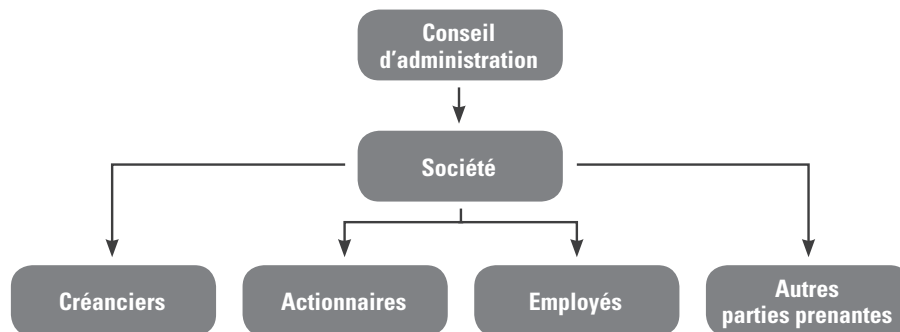 Conseil
d'administration
Société
Créanciers
Actionnaires
Employés
Autres
parties prenantes